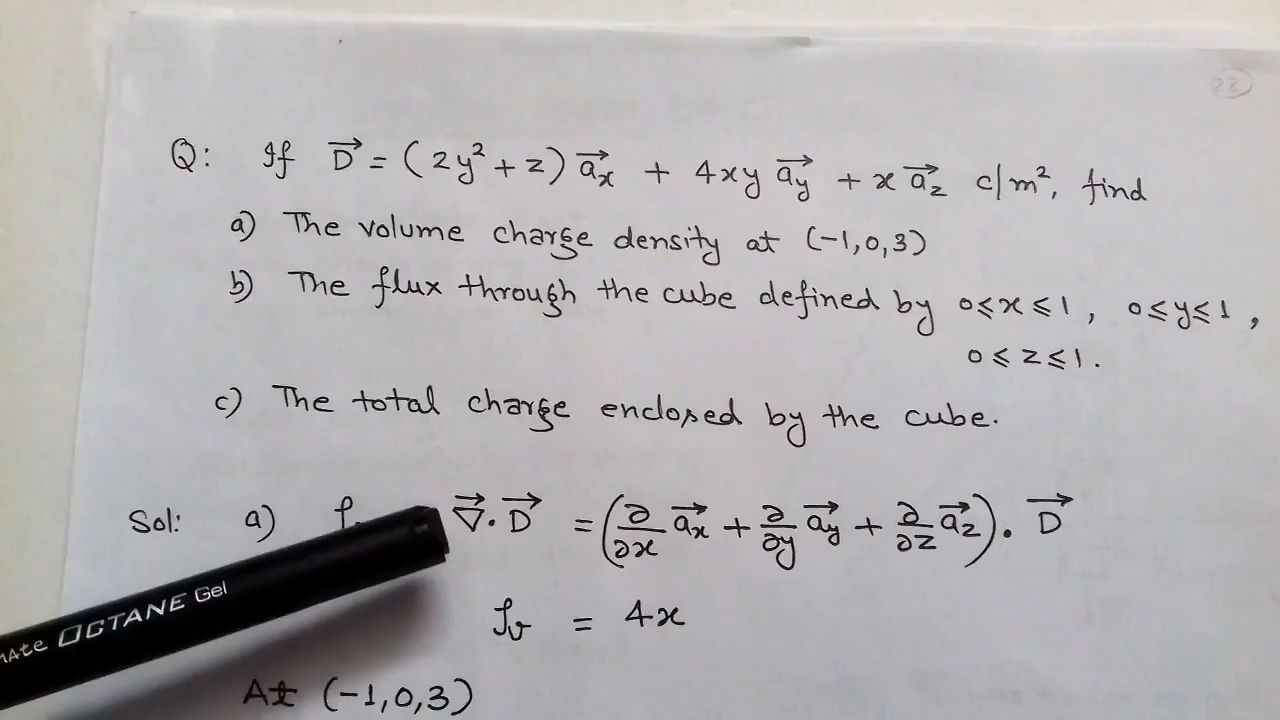 28
Q: If D⃗ = (2y² + z) a⃗x + 4xy a⃗y + x a⃗z c/m², find
a) The volume charge density at (-1,0,3)
b) The flux through the cube defined by 0≤x≤1, 0≤y≤1,
0≤z≤1.
c) The total charge enclosed by the cube.
Sol: a) ∇⃗.D⃗ = (∂/∂x a⃗x + ∂/∂y a⃗y + ∂/∂z a⃗z). D⃗
ρv = 4x
At (-1,0,3)
OCTANE Gel